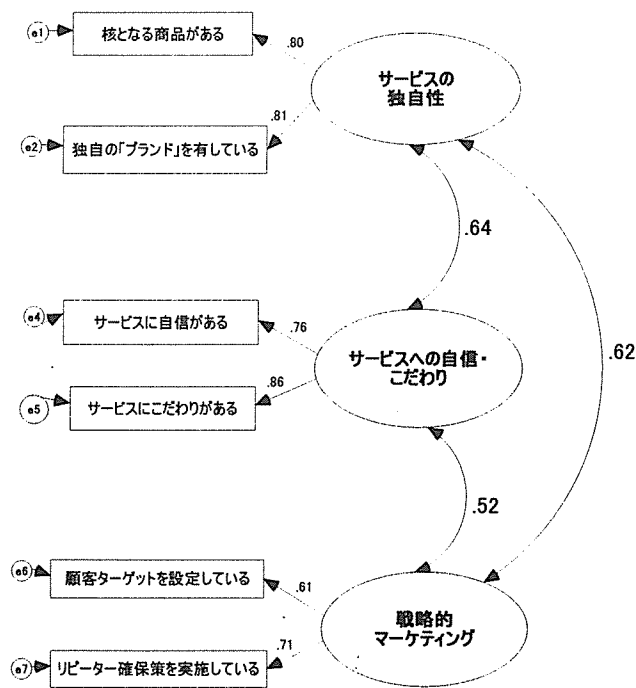 e1
核となる商品がある
.80
サービスの
独自性
.81
e2
独自の「ブランド」を有している
.64
e4
サービスに自信がある
.76
サービスへの自信・
こだわり
.62
.86
e5
サービスにこだわりがある
.52
e6
顧客ターゲットを設定している
.61
戦略的
マーケティング
.71
e7
リピーター確保策を実施している